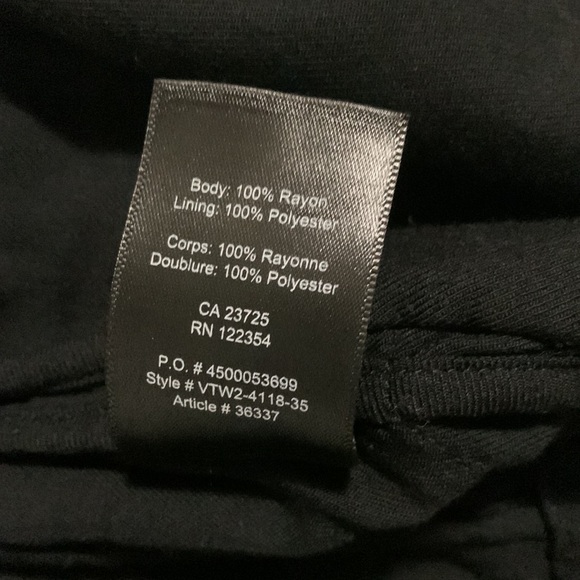 Body: 100% Rayon
Lining: 100% Polyester
Corps: 100% Rayonne
Doublure: 100% Polyester
CA 23725
RN 122354
P.O. # 4500053699
Style # VTW2-4118-35
Article # 36337